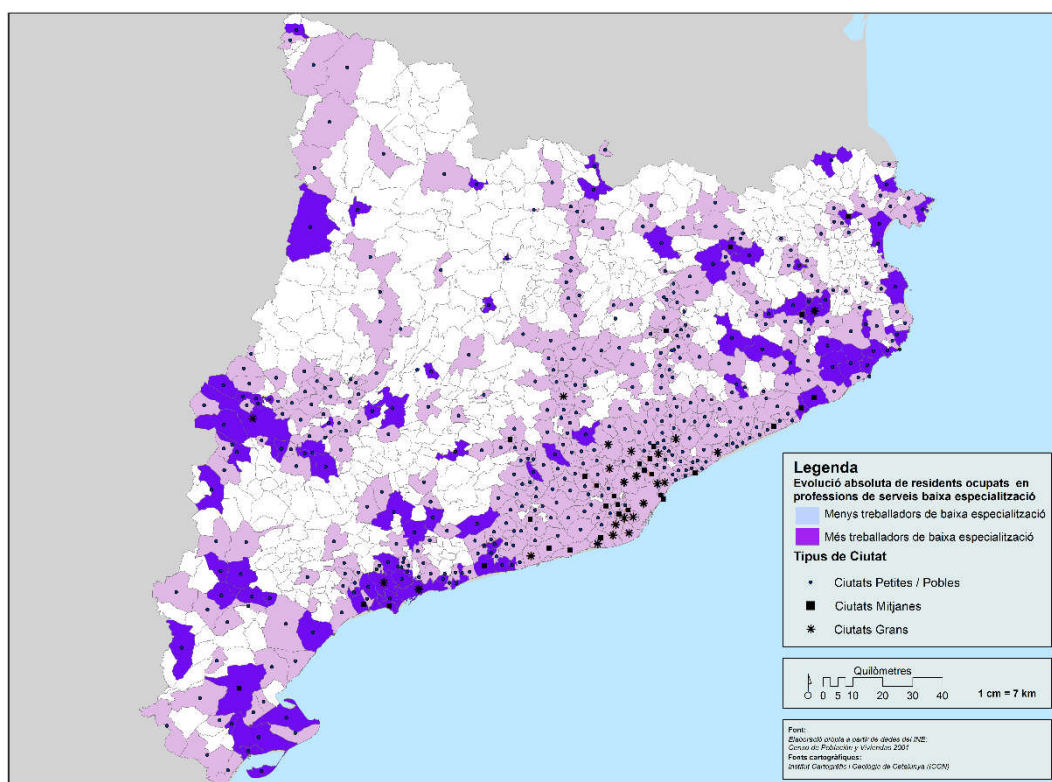 Legenda
Evolució absoluta de residents ocupats en
professions de serveis baixa especialització
Menys treballadors de baixa especialització
Més treballadors de baixa especialització
Tipus de Ciutat
Ciutats Petites / Pobles
Ciutats Mitjanes
Ciutats Grans
Quilòmetres
0 5 10 20 30 40
1 cm = 7 km
Font:
Elaboració pròpia a partir de dades del INE:
Censo de Población y Viviendas 2001
Fonts cartogràfiques:
Institut Cartogràfic i Geològic de Catalunya (ICGC)